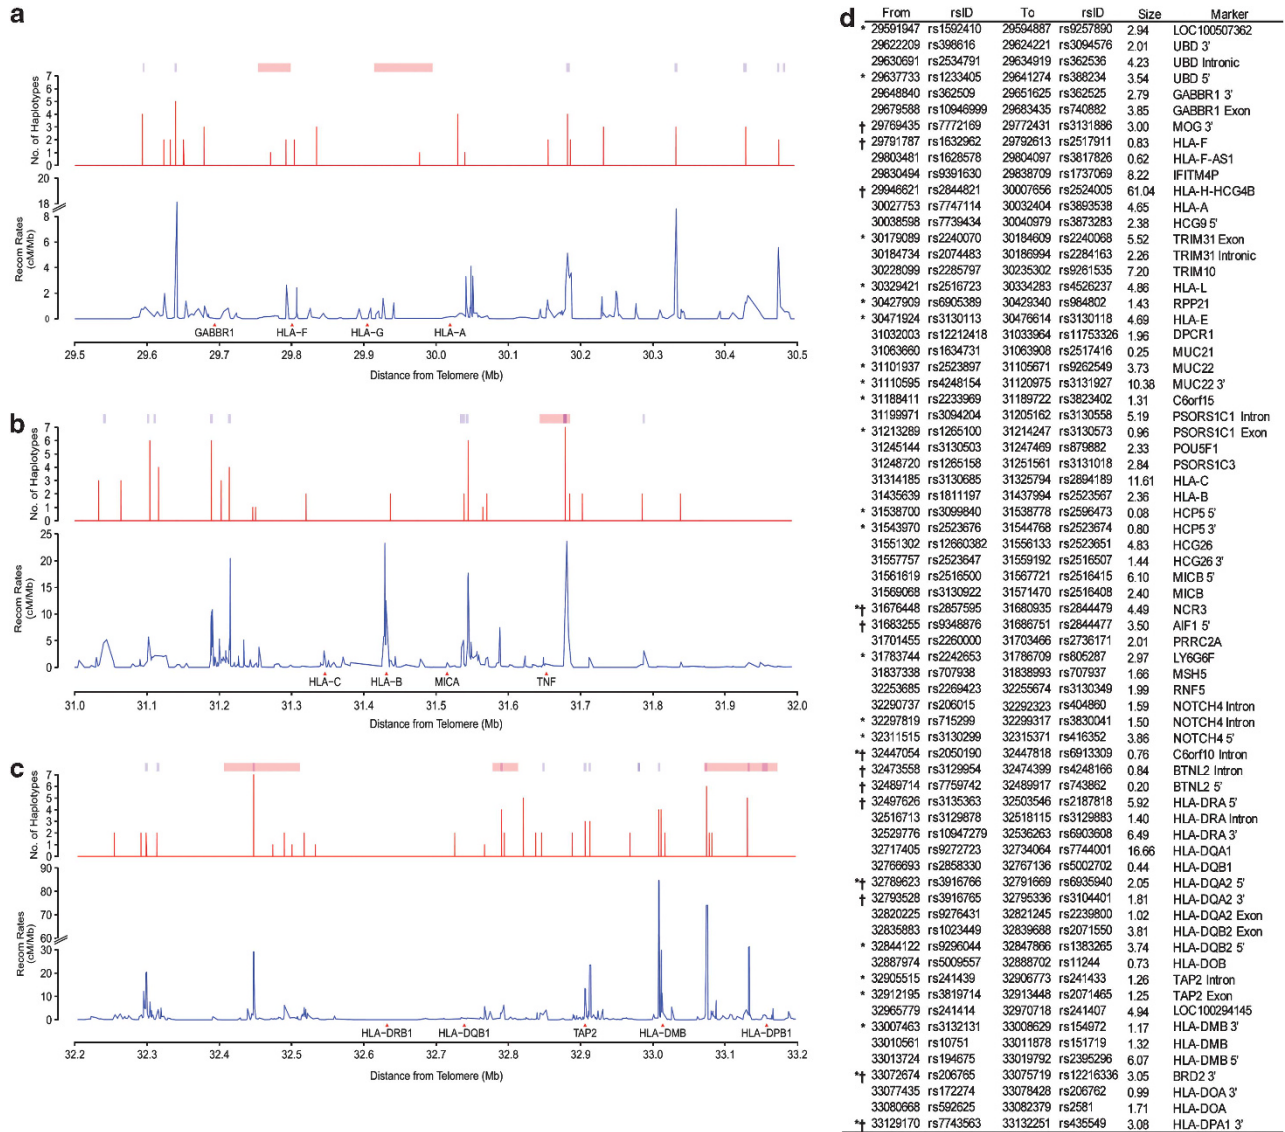 a
No. of Haplotypes
7
6
5
4
3
2
1
0
Recom Rates
(cM/Mb)
20
18
8
6
4
2
0
GABBR1 HLA-F HLA-G HLA-A
29.5 29.6 29.7 29.8 29.9 30.0 30.1 30.2 30.3 30.4 30.5
Distance from Telomere (Mb)
b
No. of Haplotypes
7
6
5
4
3
2
1
0
Recom Rates
(cM/Mb)
25
20
15
10
5
0
HLA-C HLA-B MICA TNF
31.0 31.1 31.2 31.3 31.4 31.5 31.6 31.7 31.8 31.9 32.0
Distance from Telomere (Mb)
c
No. of Haplotypes
7
6
5
4
3
2
1
0
Recom Rates
(cM/Mb)
90
80
70
60
30
20
10
0
HLA-DRB1 HLA-DQB1 TAP2 HLA-DMB HLA-DPB1
32.2 32.3 32.4 32.5 32.6 32.7 32.8 32.9 33.0 33.1 33.2
Distance from Telomere (Mb)
d
From rsID To rsID Size Marker
* 29591947 rs1592410 29594887 rs9257890 2.94 LOC100507362
29622209 rs398616 29624221 rs3094576 2.01 UBD 3'
29630691 rs2534791 29634919 rs362536 4.23 UBD Intronic
* 29637733 rs1233405 29641274 rs388234 3.54 UBD 5'
29648840 rs362509 29651625 rs362525 2.79 GABBR1 3'
29679588 rs10946999 29683435 rs740882 3.85 GABBR1 Exon
† 29769435 rs7772169 29772431 rs3131886 3.00 MOG 3'
† 29791787 rs1632962 29792613 rs2517911 0.83 HLA-F
29803481 rs1628578 29804097 rs3817826 0.62 HLA-F-AS1
29830494 rs9391630 29838709 rs1737069 8.22 IFITM4P
† 29946621 rs2844821 30007656 rs2524005 61.04 HLA-H-HCG4B
30027753 rs7747114 30032404 rs3893538 4.65 HLA-A
30038598 rs7739434 30040979 rs3873283 2.38 HCG9 5'
* 30179089 rs2240070 30184609 rs2240068 5.52 TRIM31 Exon
30184734 rs2074483 30186994 rs2284163 2.26 TRIM31 Intronic
30228099 rs2285797 30235302 rs9261535 7.20 TRIM10
* 30329421 rs2516723 30334283 rs4526237 4.86 HLA-L
* 30427909 rs6905389 30429340 rs984802 1.43 RPP21
* 30471924 rs3130113 30476614 rs3130118 4.69 HLA-E
31032003 rs12212418 31033964 rs11753326 1.96 DPCR1
31063660 rs1634731 31063908 rs2517416 0.25 MUC21
* 31101937 rs2523897 31105671 rs9262549 3.73 MUC22
* 31110595 rs4248154 31120975 rs3131927 10.38 MUC22 3'
* 31188411 rs2233969 31189722 rs3823402 1.31 C6orf15
31199971 rs3094204 31205162 rs3130558 5.19 PSORS1C1 Intron
* 31213289 rs1265100 31214247 rs3130573 0.96 PSORS1C1 Exon
31245144 rs3130503 31247469 rs879882 2.33 POU5F1
31248720 rs1265158 31251561 rs3131018 2.84 PSORS1C3
31314185 rs3130685 31325794 rs2894189 11.61 HLA-C
31435639 rs1811197 31437994 rs2523567 2.36 HLA-B
* 31538700 rs3099840 31538778 rs2596473 0.08 HCP5 5'
* 31543970 rs2523676 31544768 rs2523674 0.80 HCP5 3'
31551302 rs12660382 31556133 rs2523651 4.83 HCG26
31557757 rs2523647 31559192 rs2516507 1.44 HCG26 3'
31561619 rs2516500 31567721 rs2516415 6.10 MICB 5'
31569068 rs3130922 31571470 rs2516408 2.40 MICB
*† 31676448 rs2857595 31680935 rs2844479 4.49 NCR3
† 31683255 rs9348876 31686751 rs2844477 3.50 AIF1 5'
31701455 rs2260000 31703466 rs2736171 2.01 PRRC2A
* 31783744 rs2242653 31786709 rs805287 2.97 LY6G6F
31837338 rs707938 31838993 rs707937 1.66 MSH5
32253685 rs2269423 32255674 rs3130349 1.99 RNF5
32290737 rs206015 32292323 rs404860 1.59 NOTCH4 Intron
* 32297819 rs715299 32299317 rs3830041 1.50 NOTCH4 Intron
* 32311515 rs3130299 32315371 rs416352 3.86 NOTCH4 5'
*† 32447054 rs2050190 32447818 rs6913309 0.76 C6orf10 Intron
† 32473558 rs3129954 32474399 rs4248166 0.84 BTNL2 Intron
† 32489714 rs7759742 32489917 rs743862 0.20 BTNL2 5'
† 32497626 rs3135363 32503546 rs2187818 5.92 HLA-DRA 5'
32516713 rs3129878 32518115 rs3129883 1.40 HLA-DRA Intron
32529776 rs10947279 32536263 rs6903608 6.49 HLA-DRA 3'
32717405 rs9272723 32734064 rs7744001 16.66 HLA-DQA1
32766693 rs2858330 32767136 rs5002702 0.44 HLA-DQB1
*† 32789623 rs3916766 32791669 rs6935940 2.05 HLA-DQA2 5'
† 32793528 rs3916765 32795336 rs3104401 1.81 HLA-DQA2 3'
32820225 rs9276431 32821245 rs2239800 1.02 HLA-DQA2 Exon
32835883 rs1023449 32839688 rs2071550 3.81 HLA-DQB2 Exon
* 32844122 rs9296044 32847866 rs1383265 3.74 HLA-DQB2 5'
32887974 rs5009557 32888702 rs11244 0.73 HLA-DOB
* 32905515 rs241439 32906773 rs241433 1.26 TAP2 Intron
* 32912195 rs3819714 32913448 rs2071465 1.25 TAP2 Exon
32965779 rs241414 32970718 rs241407 4.94 LOC100294145
* 33007463 rs3132131 33008629 rs154972 1.17 HLA-DMB 3'
33010561 rs10751 33011878 rs151719 1.32 HLA-DMB
33013724 rs194675 33019792 rs2395296 6.07 HLA-DMB 5'
*† 33072674 rs206765 33075719 rs12216336 3.05 BRD2 3'
33077435 rs172274 33078428 rs206762 0.99 HLA-DOA 3'
33080668 rs592625 33082379 rs2581 1.71 HLA-DOA
*† 33129170 rs7743563 33132251 rs435549 3.08 HLA-DPA1 3'